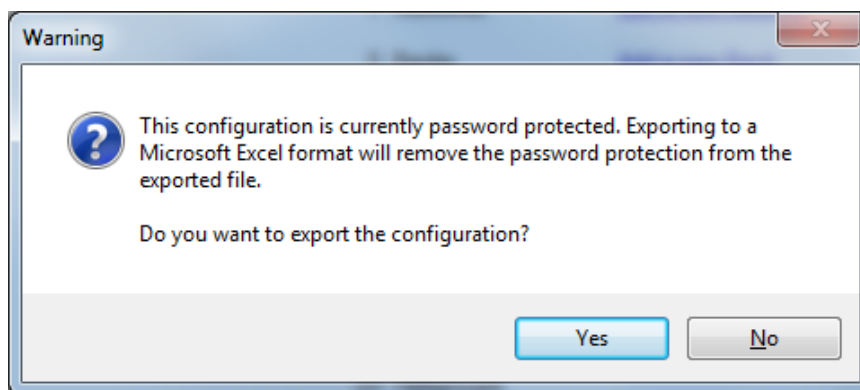 Warning
This configuration is currently password protected. Exporting to a
Microsoft Excel format will remove the password protection from the
exported file.
Do you want to export the configuration?
Yes
No